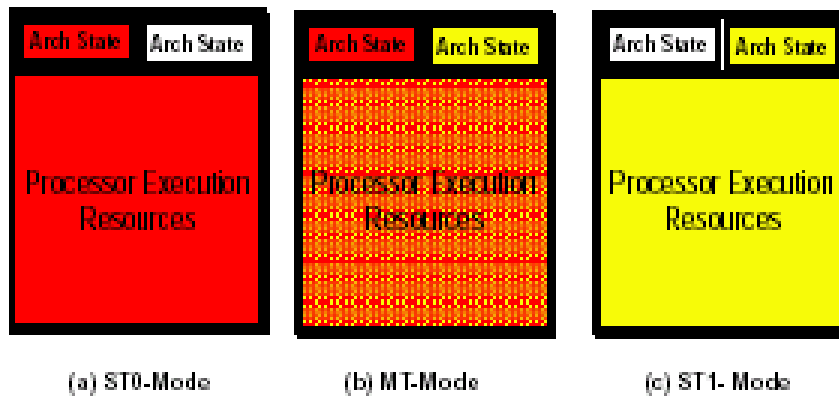 Arch State Arch State
Processor Execution
Resources
(a) ST0-Mode
Arch State Arch State
Processor Execution
Resources
(b) MT-Mode
Arch State Arch State
Processor Execution
Resources
(c) ST1- Mode